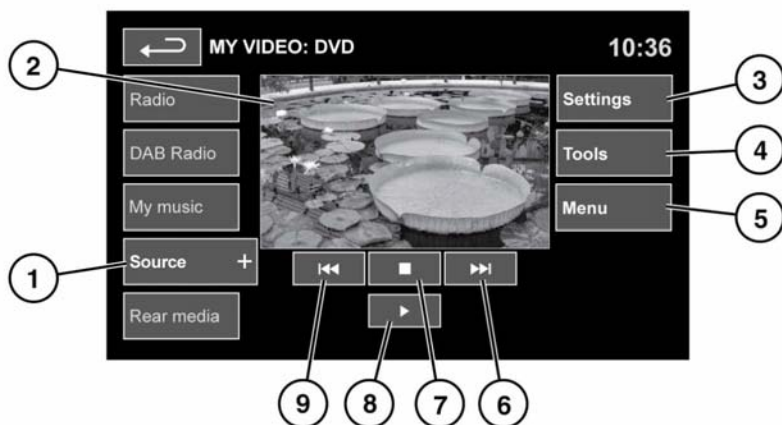 MY VIDEO: DVD
10:36
2
Radio
Settings
3
DAB Radio
Tools
4
My music
Menu
5
1
Source +
Rear media
9
8
7
6